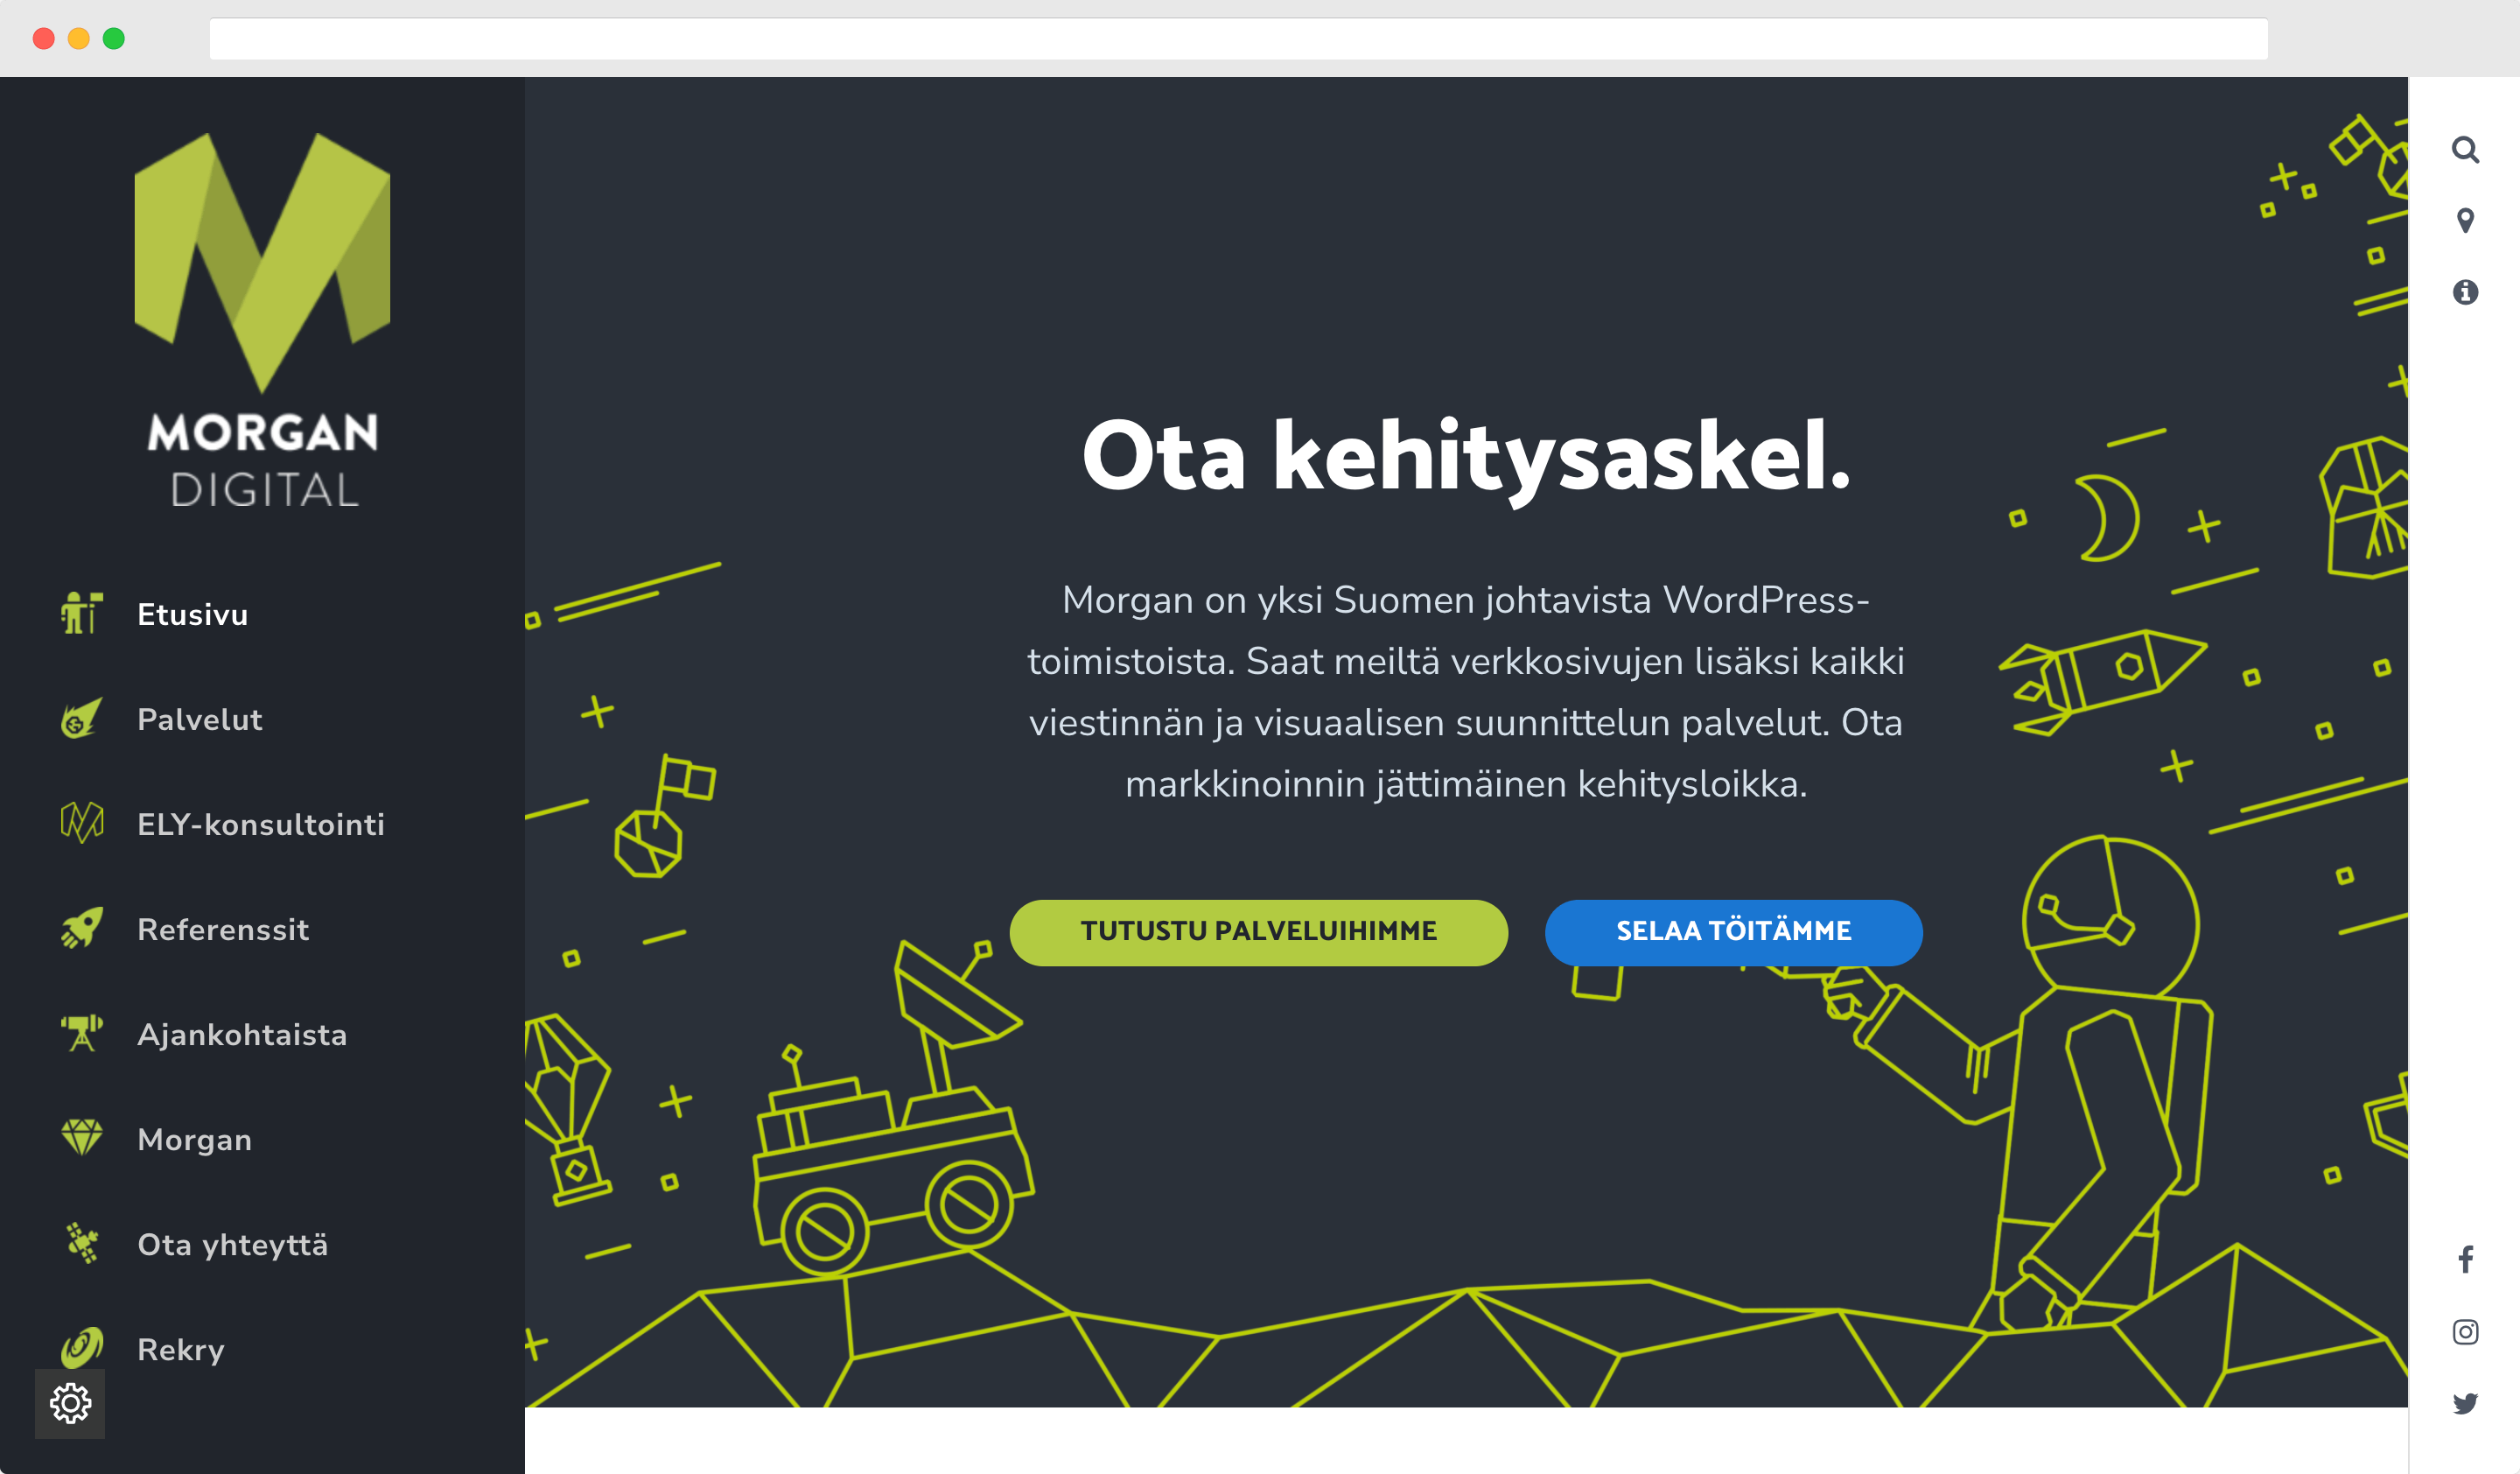 MORGAN
DIGITAL
Etusivu
Palvelut
ELY-konsultointi
Referenssit
Ajankohtaista
Morgan
Ota yhteyttä
Rekry
Ota kehitysaskel.
Morgan on yksi Suomen johtavista WordPress-
toimistoista. Saat meiltä verkkosivujen lisäksi kaikki
viestinnän ja visuaalisen suunnittelun palvelut. Ota
markkinoinnin jättimäinen kehitysloikka.
TUTUSTU PALVELUIHIMME
SELAA TÖITÄMME